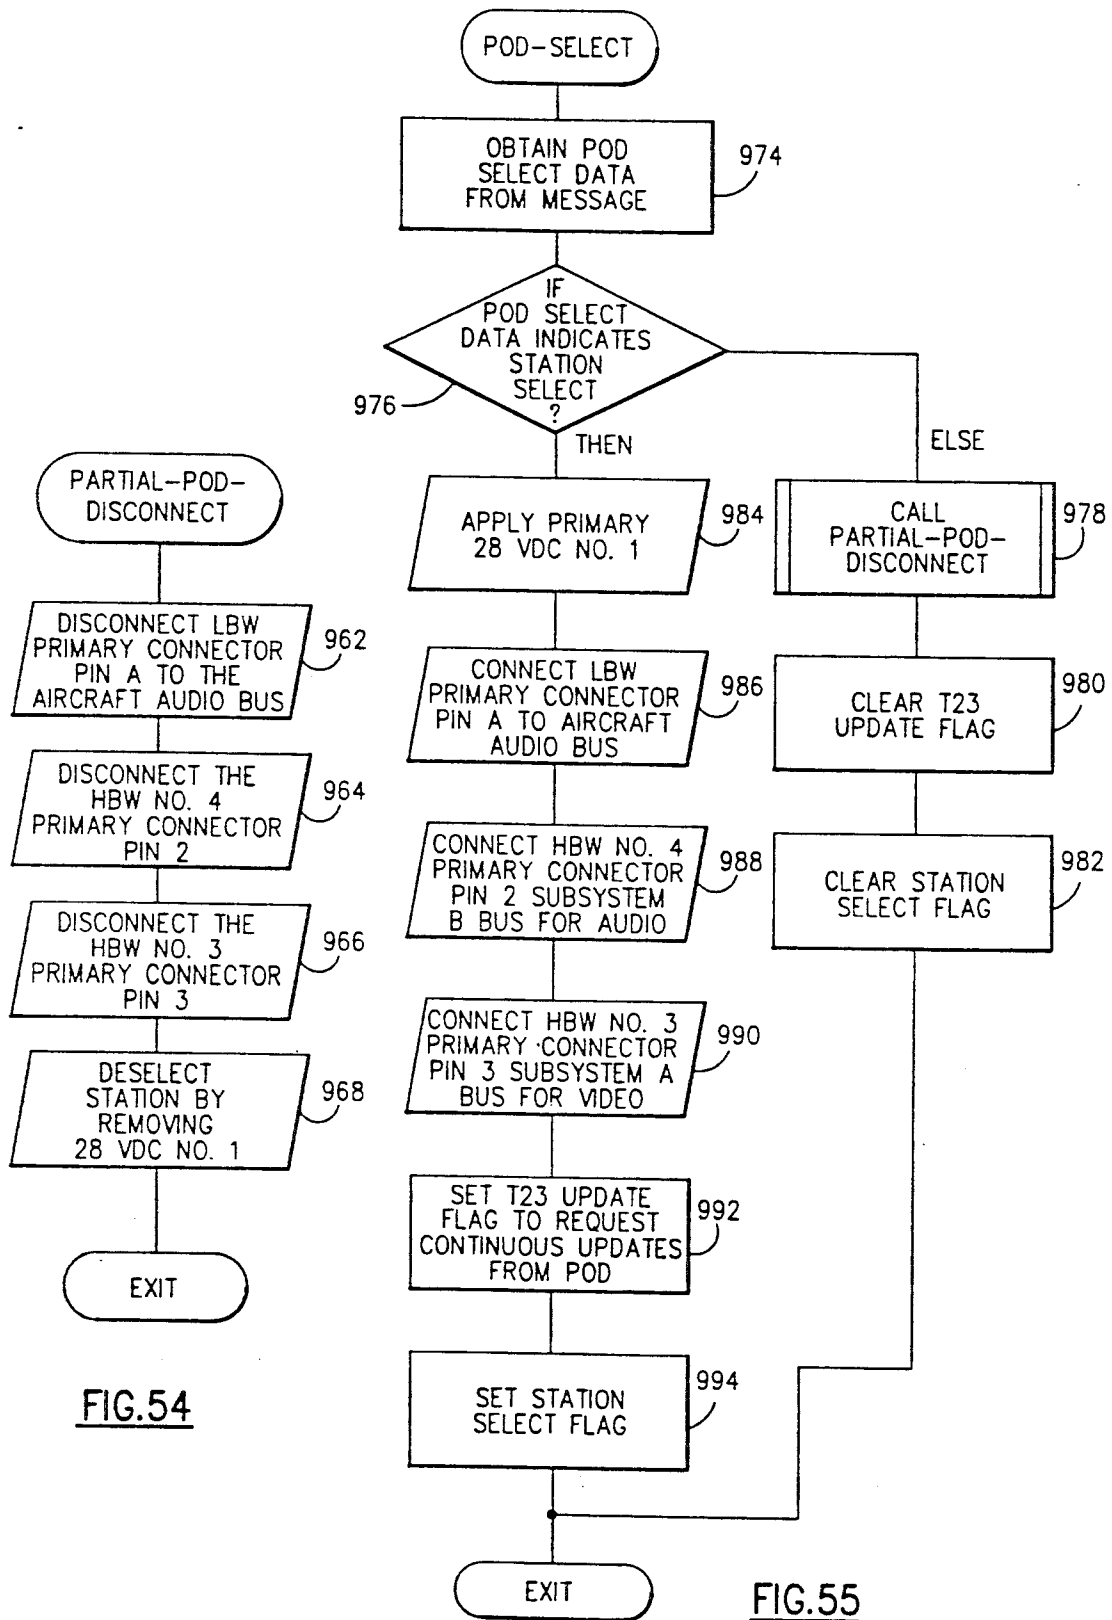 POD-SELECT
OBTAIN POD
SELECT DATA
FROM MESSAGE
974
IF
POD SELECT
DATA INDICATES
STATION
SELECT
?
976
THEN
ELSE
APPLY PRIMARY
28 VDC NO. 1
984
CONNECT LBW
PRIMARY CONNECTOR
PIN A TO AIRCRAFT
AUDIO BUS
986
CONNECT HBW NO. 4
PRIMARY CONNECTOR
PIN 2 SUBSYSTEM
B BUS FOR AUDIO
988
CONNECT HBW NO. 3
PRIMARY CONNECTOR
PIN 3 SUBSYSTEM A
BUS FOR VIDEO
990
SET T23 UPDATE
FLAG TO REQUEST
CONTINUOUS UPDATES
FROM POD
992
SET STATION
SELECT FLAG
994
CALL
PARTIAL-POD-
DISCONNECT
978
CLEAR T23
UPDATE FLAG
980
CLEAR STATION
SELECT FLAG
982
EXIT
FIG.55
PARTIAL-POD-
DISCONNECT
DISCONNECT LBW
PRIMARY CONNECTOR
PIN A TO THE
AIRCRAFT AUDIO BUS
962
DISCONNECT THE
HBW NO. 4
PRIMARY CONNECTOR
PIN 2
964
DISCONNECT THE
HBW NO. 3
PRIMARY CONNECTOR
PIN 3
966
DESELECT
STATION BY
REMOVING
28 VDC NO. 1
968
EXIT
FIG.54